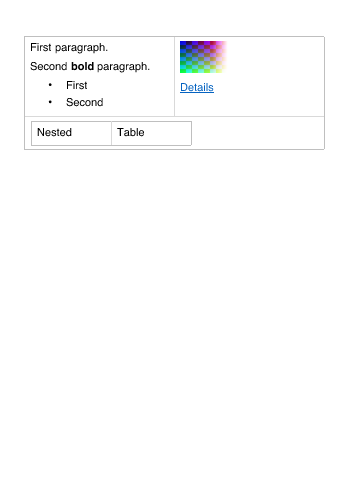 First paragraph.
Second bold paragraph.
• First
• Second
Details
Nested
Table